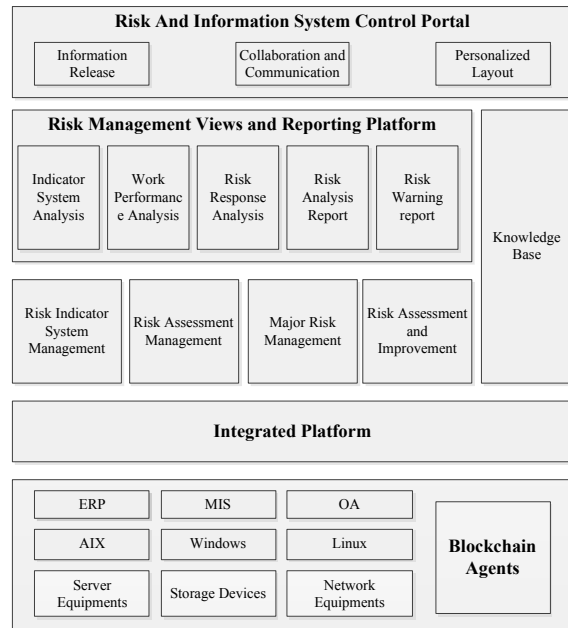 Risk And Information System Control Portal
Information
Release
Collaboration and
Communication
Personalized
Layout
Risk Management Views and Reporting Platform
Indicator
System
Analysis
Work
Performanc
e Analysis
Risk
Response
Analysis
Risk
Analysis
Report
Risk
Warning
report
Knowledge
Base
Risk Indicator
System
Management
Risk Assessment
Management
Major Risk
Management
Risk Assessment
and
Improvement
Integrated Platform
ERP
MIS
OA
AIX
Windows
Linux
Server
Equipments
Storage Devices
Network
Equipments
Blockchain
Agents